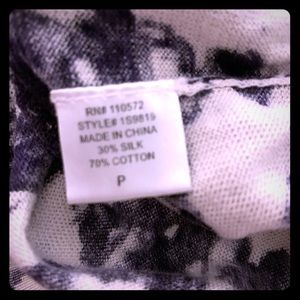 RN# 110572
STYLE# 1S9819
MADE IN CHINA
30% SILK
70% COTTON
P